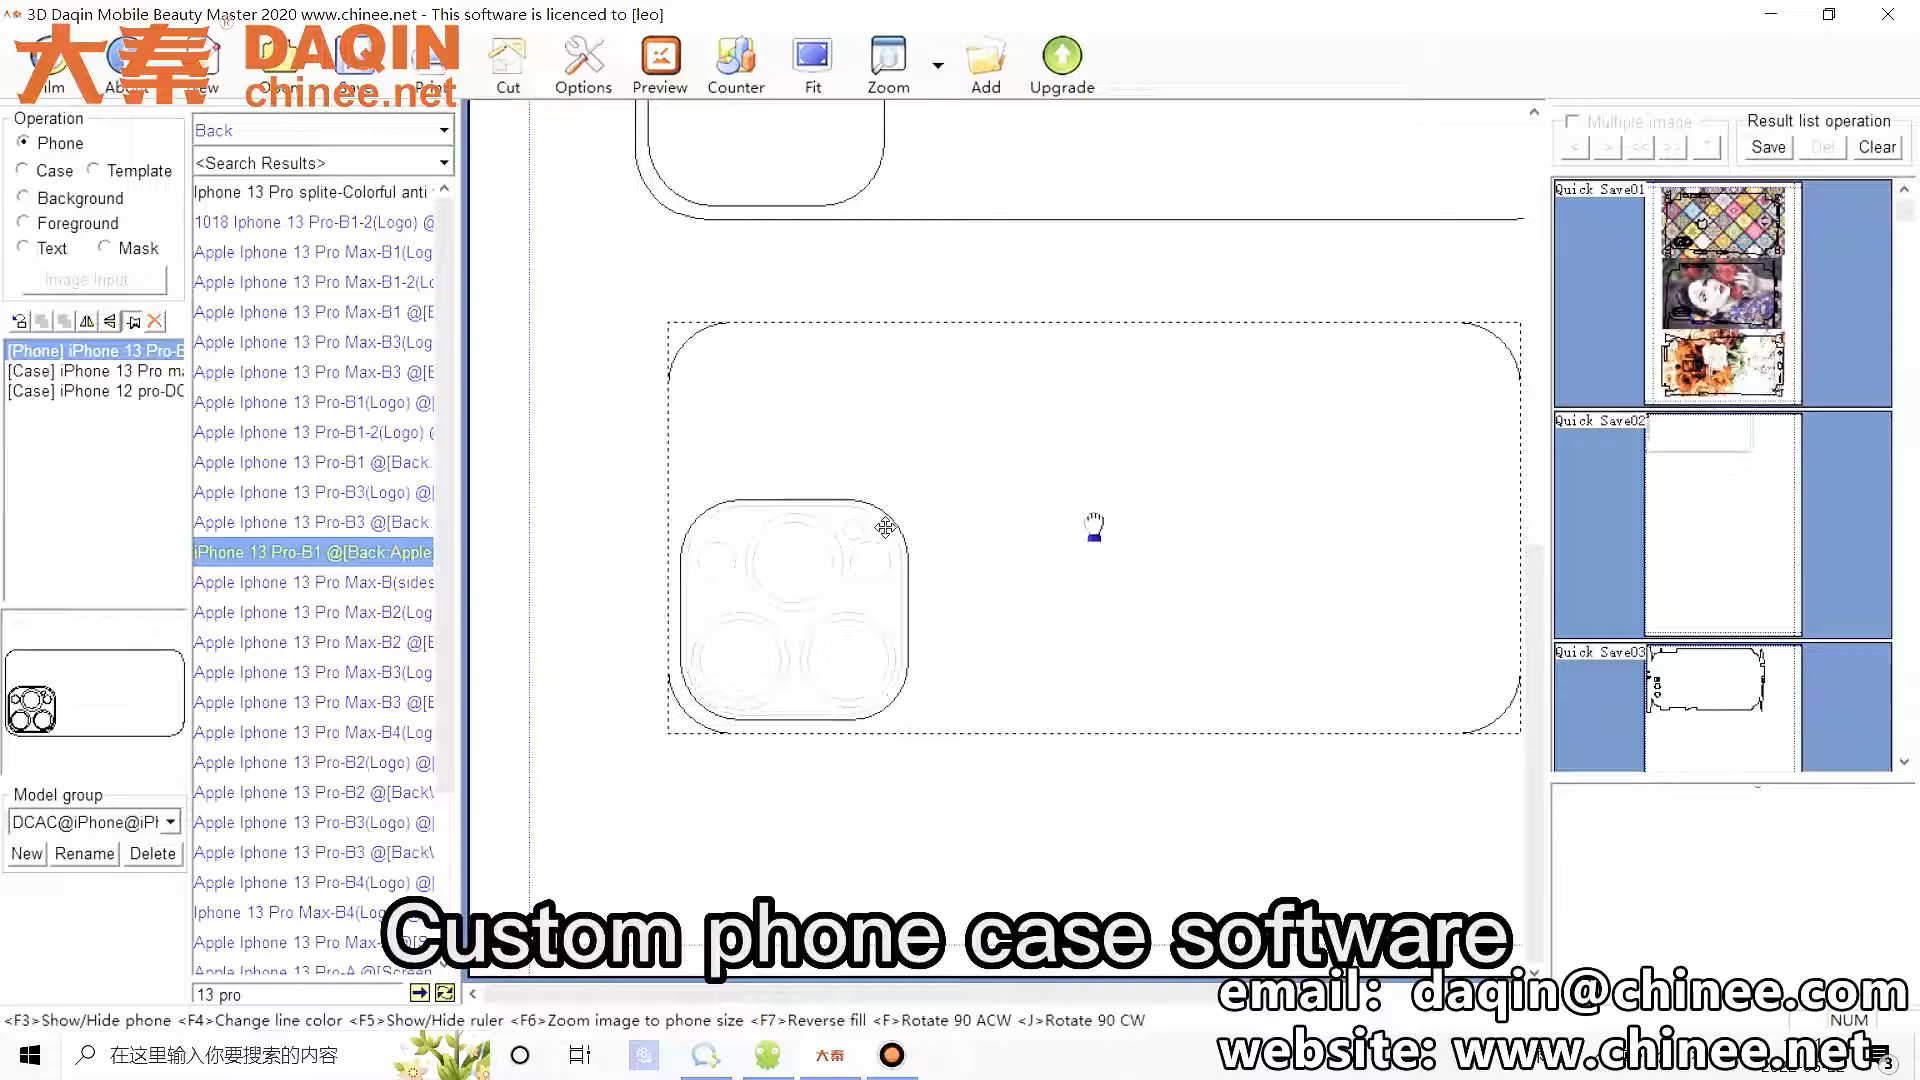 3D Daqin Mobile Beauty Master 2020 www.chinee.net - This software is licenced to [leo]
大秦 DAQIN ®
chinee.net
Cut Options Preview Counter Fit Zoom Add Upgrade
Operation
Phone
Case Template
Background
Foreground
Text Mask
Image Input
[Phone] iPhone 13 Pro-B
[Case] iPhone 13 Pro ma
[Case] iPhone 12 pro-DC
Model group
DCAC@iPhone@iPh
New Rename Delete
Back
<Search Results>
Iphone 13 Pro splite-Colorful anti
1018 Iphone 13 Pro-B1-2(Logo) @
Apple Iphone 13 Pro Max-B1(Log
Apple Iphone 13 Pro Max-B1-2(Lo
Apple Iphone 13 Pro Max-B1 @[E
Apple Iphone 13 Pro Max-B3(Log
Apple Iphone 13 Pro Max-B3 @[E
Apple Iphone 13 Pro-B1(Logo) @[
Apple Iphone 13 Pro-B1-2(Logo) @
Apple Iphone 13 Pro-B1 @[Back:
Apple Iphone 13 Pro-B3(Logo) @[
Apple Iphone 13 Pro-B3 @[Back:
iPhone 13 Pro-B1 @[Back:Apple]
Apple Iphone 13 Pro Max-B(sides
Apple Iphone 13 Pro Max-B2(Log
Apple Iphone 13 Pro Max-B2 @[E
Apple Iphone 13 Pro Max-B3(Log
Apple Iphone 13 Pro Max-B3 @[E
Apple Iphone 13 Pro Max-B4(Log
Apple Iphone 13 Pro-B2(Logo) @[
Apple Iphone 13 Pro-B2 @[Back\
Apple Iphone 13 Pro-B3(Logo) @[
Apple Iphone 13 Pro-B3 @[Back\
Apple Iphone 13 Pro-B4(Logo) @[
Iphone 13 Pro Max-B4(Lo
Apple Iphone 13 Pro Max- @[S
Apple Iphone 13 Pro-A @[Screen
13 pro
Multiple image
< > << >> *
Result list operation
Save Del Clear
Quick Save01
Quick Save02
Quick Save03
Custom phone case software
email：daqin@chinee.com
website: www.chinee.net
<F3>Show/Hide phone <F4>Change line color <F5>Show/Hide ruler <F6>Zoom image to phone size <F7>Reverse fill <F>Rotate 90 ACW <J>Rotate 90 CW
NUM
在这里输入你要搜索的内容
大秦
3